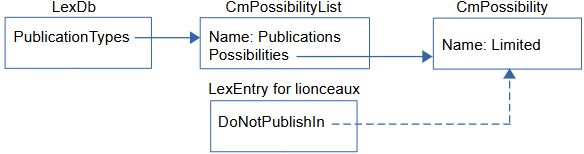 LexDb
PublicationTypes
CmPossibilityList
Name: Publications
Possibilities
CmPossibility
Name: Limited
LexEntry for lionceaux
DoNotPublishIn